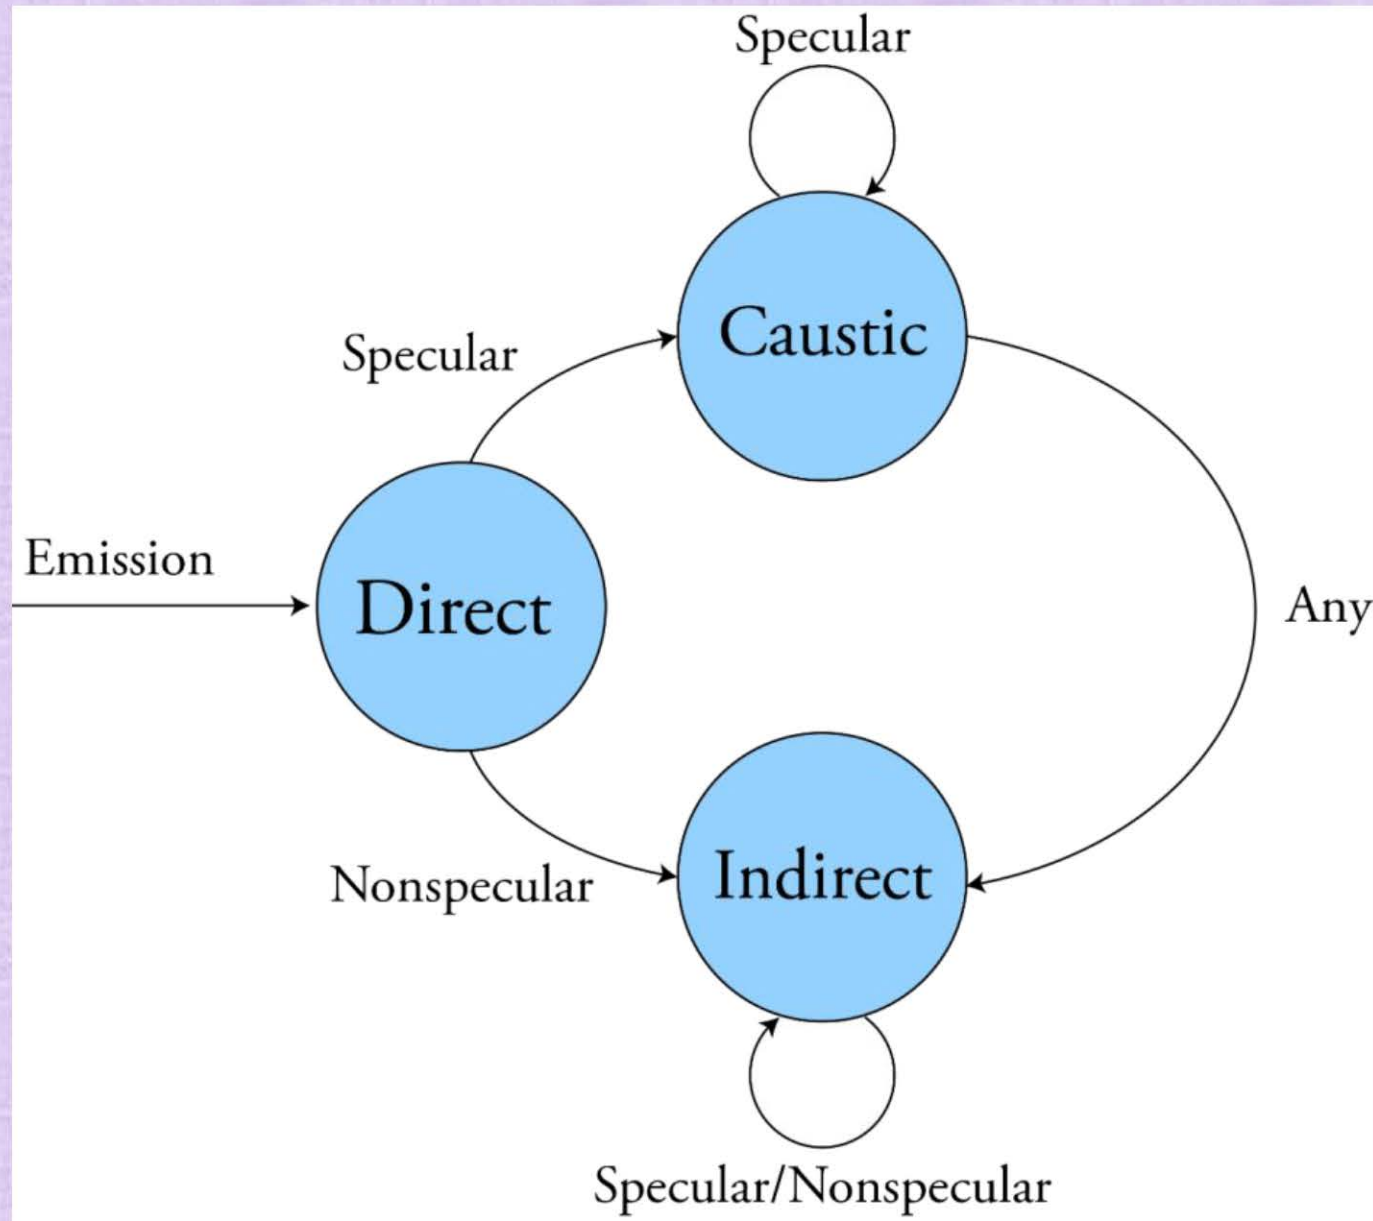 Specular
Caustic
Specular
Emission
Direct
Any
Nonspecular
Indirect
Specular/Nonspecular